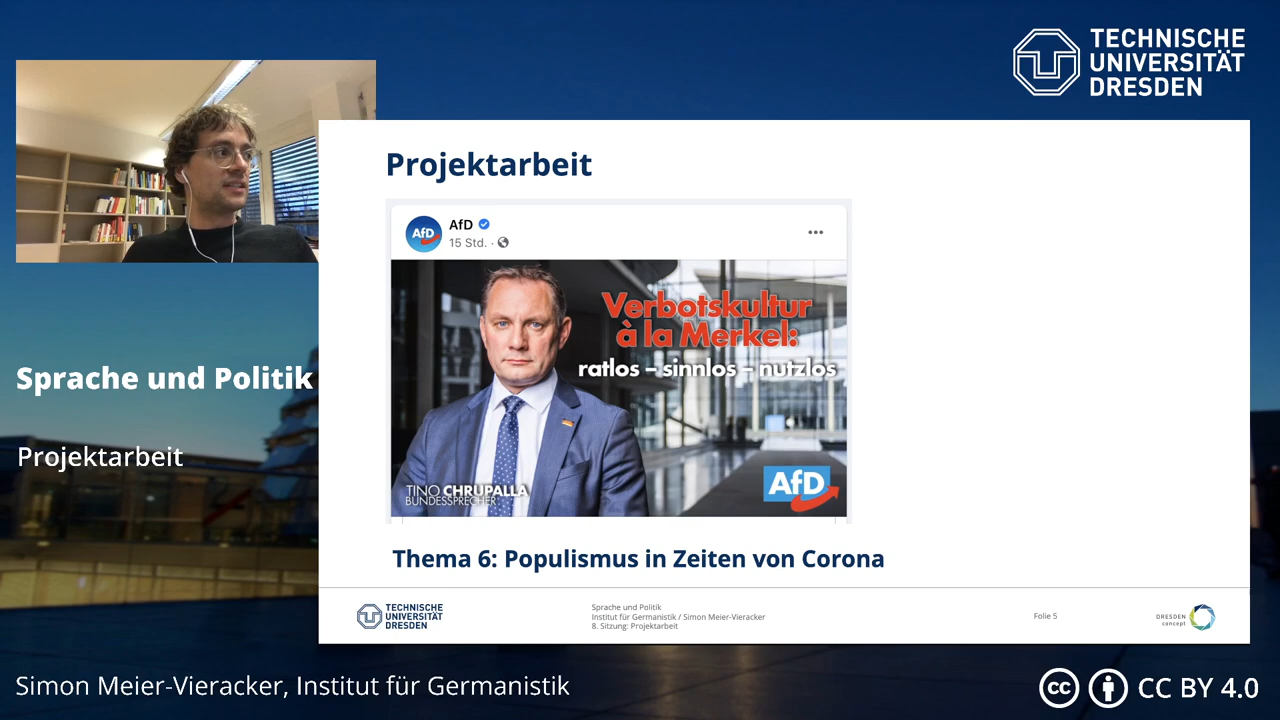 TECHNISCHE
UNIVERSITÄT
DRESDEN
Projektarbeit
AfD
AfD
15 Std. ·
Verbotskultur
à la Merkel:
ratlos – sinnlos – nutzlos
TINO CHRUPALLA
BUNDESSPRECHER
AfD
Thema 6: Populismus in Zeiten von Corona
Sprache und Politik
Projektarbeit
TECHNISCHE
UNIVERSITÄT
DRESDEN
Sprache und Politik
Institut für Germanistik / Simon Meier-Vieracker
8. Sitzung: Projektarbeit
Folie 5
DRESDEN
concept
Simon Meier-Vieracker, Institut für Germanistik
cc
CC BY 4.0